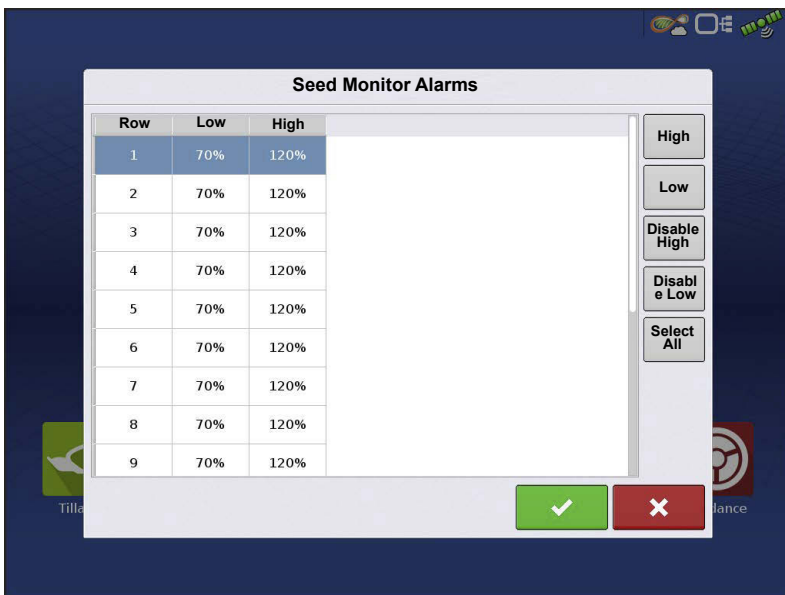 Seed Monitor Alarms
Row Low High
1 70% 120%
2 70% 120%
3 70% 120%
4 70% 120%
5 70% 120%
6 70% 120%
7 70% 120%
8 70% 120%
9 70% 120%
High
Low
Disable
High
Disabl
e Low
Select
All
Tilla
dance